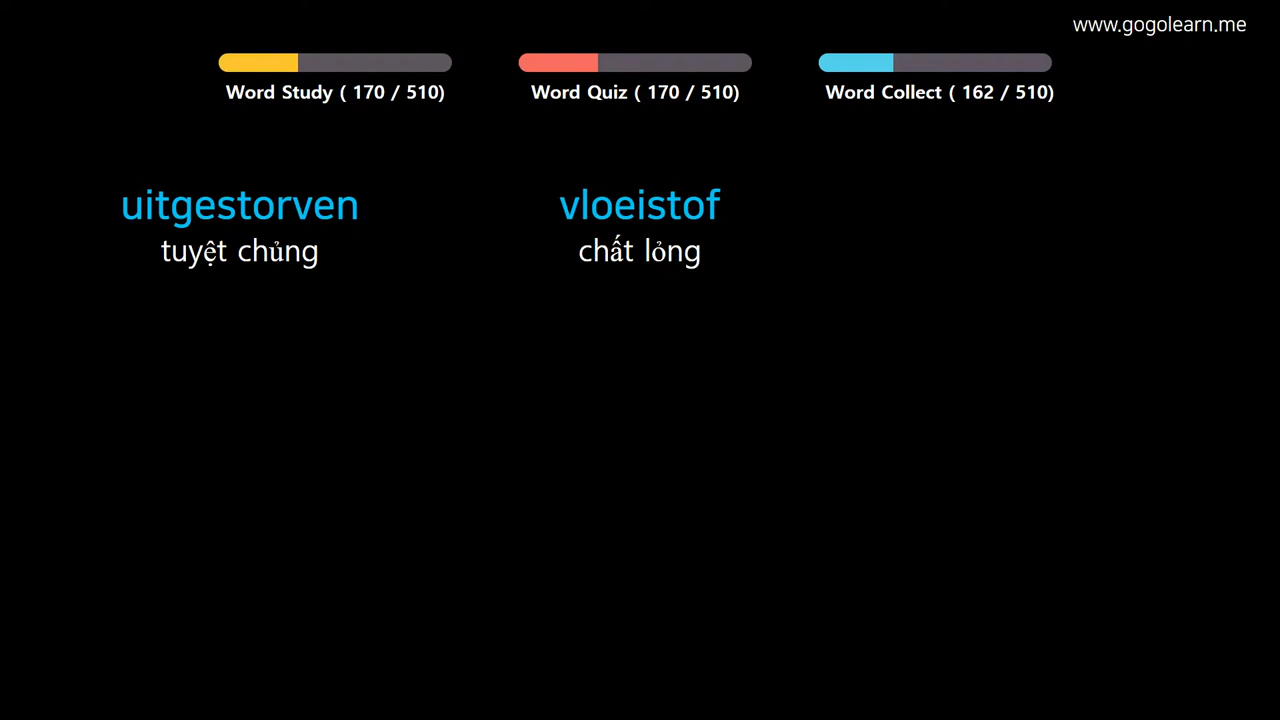 www.gogolearn.me
Word Study ( 170 / 510)
Word Quiz ( 170 / 510)
Word Collect ( 162 / 510)
uitgestorven
tuyệt chủng
vloeistof
chất lỏng